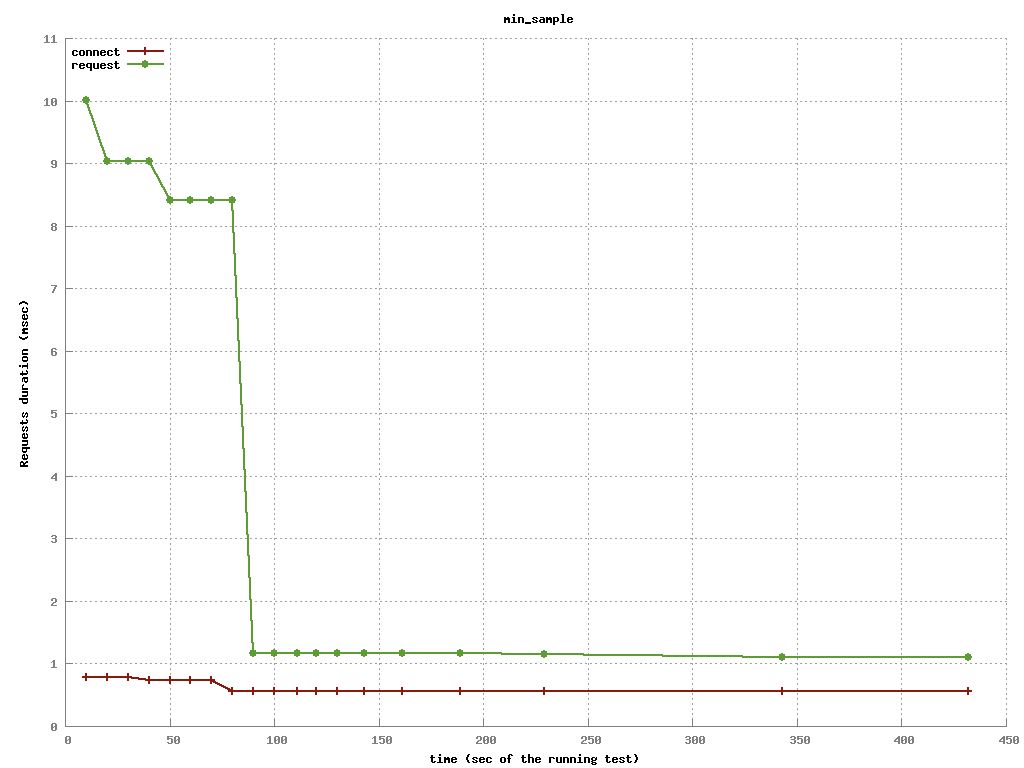 min_sample
connect
request
11
10
9
8
7
6
5
4
3
2
1
0
Requests duration (msec)
0 50 100 150 200 250 300 350 400 450
time (sec of the running test)